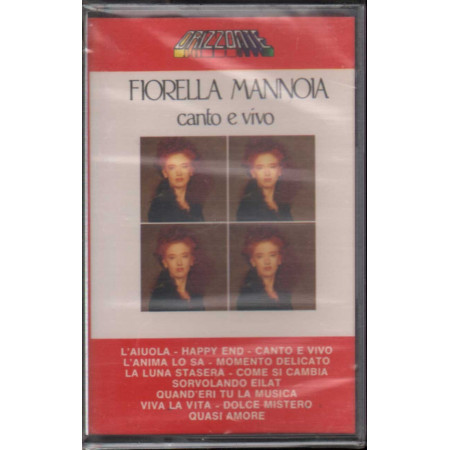 ORIZZONTE
FIORELLA MANNOIA
canto e vivo
L'AIUOLA - HAPPY END - CANTO E VIVO
L'ANIMA LO SA - MOMENTO DELICATO
LA LUNA STASERA - COME SI CAMBIA
SORVOLANDO EILAT
QUAND'ERI TU LA MUSICA
VIVA LA VITA - DOLCE MISTERO
QUASI AMORE